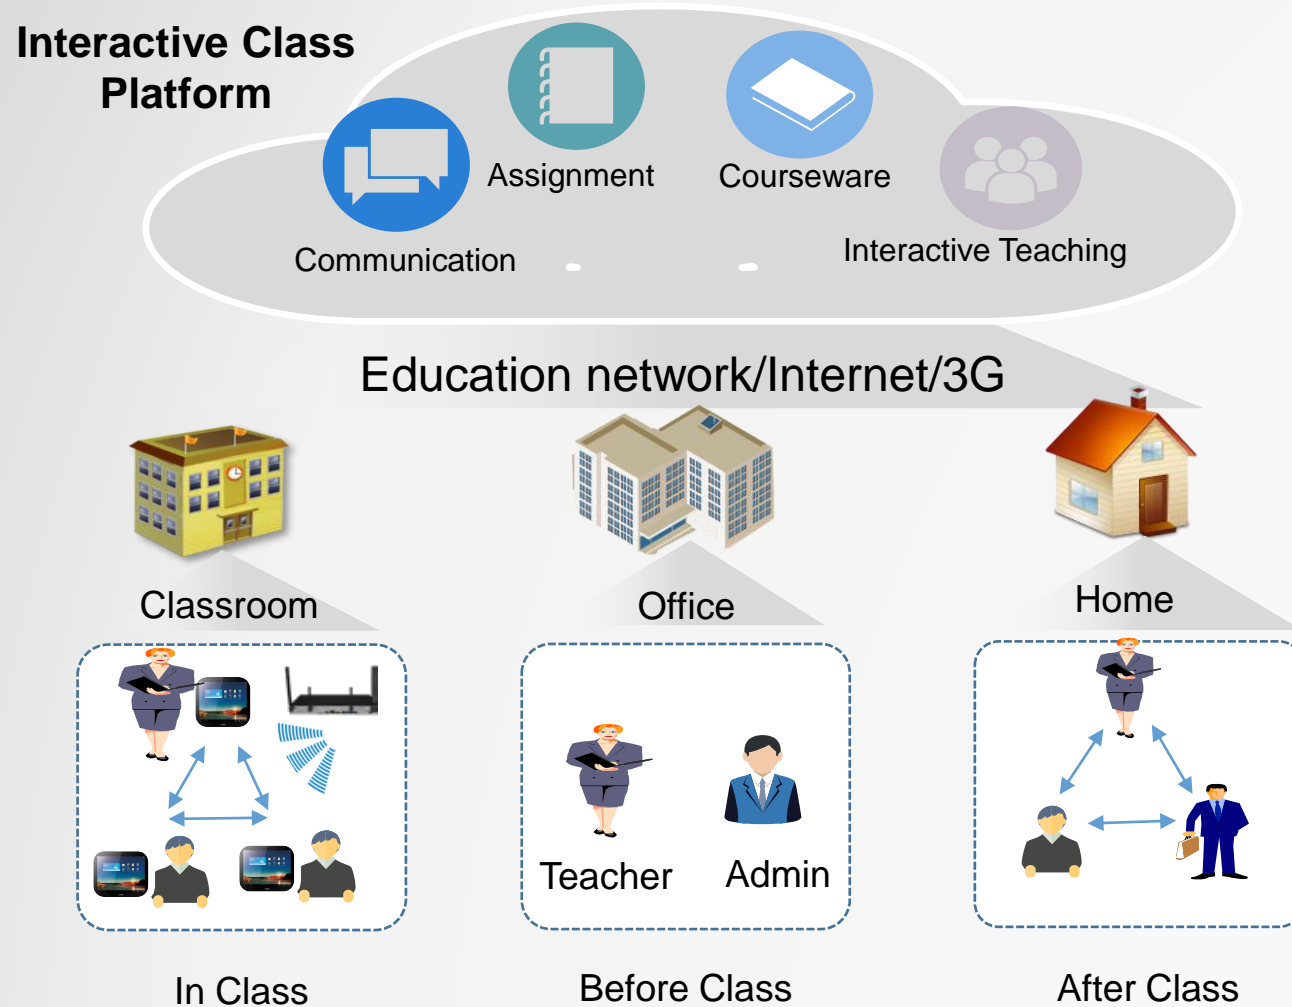 Interactive Class
Platform
Assignment
Courseware
Communication
Interactive Teaching
Education network/Internet/3G
Classroom
Office
Home
Teacher
Admin
In Class
Before Class
After Class